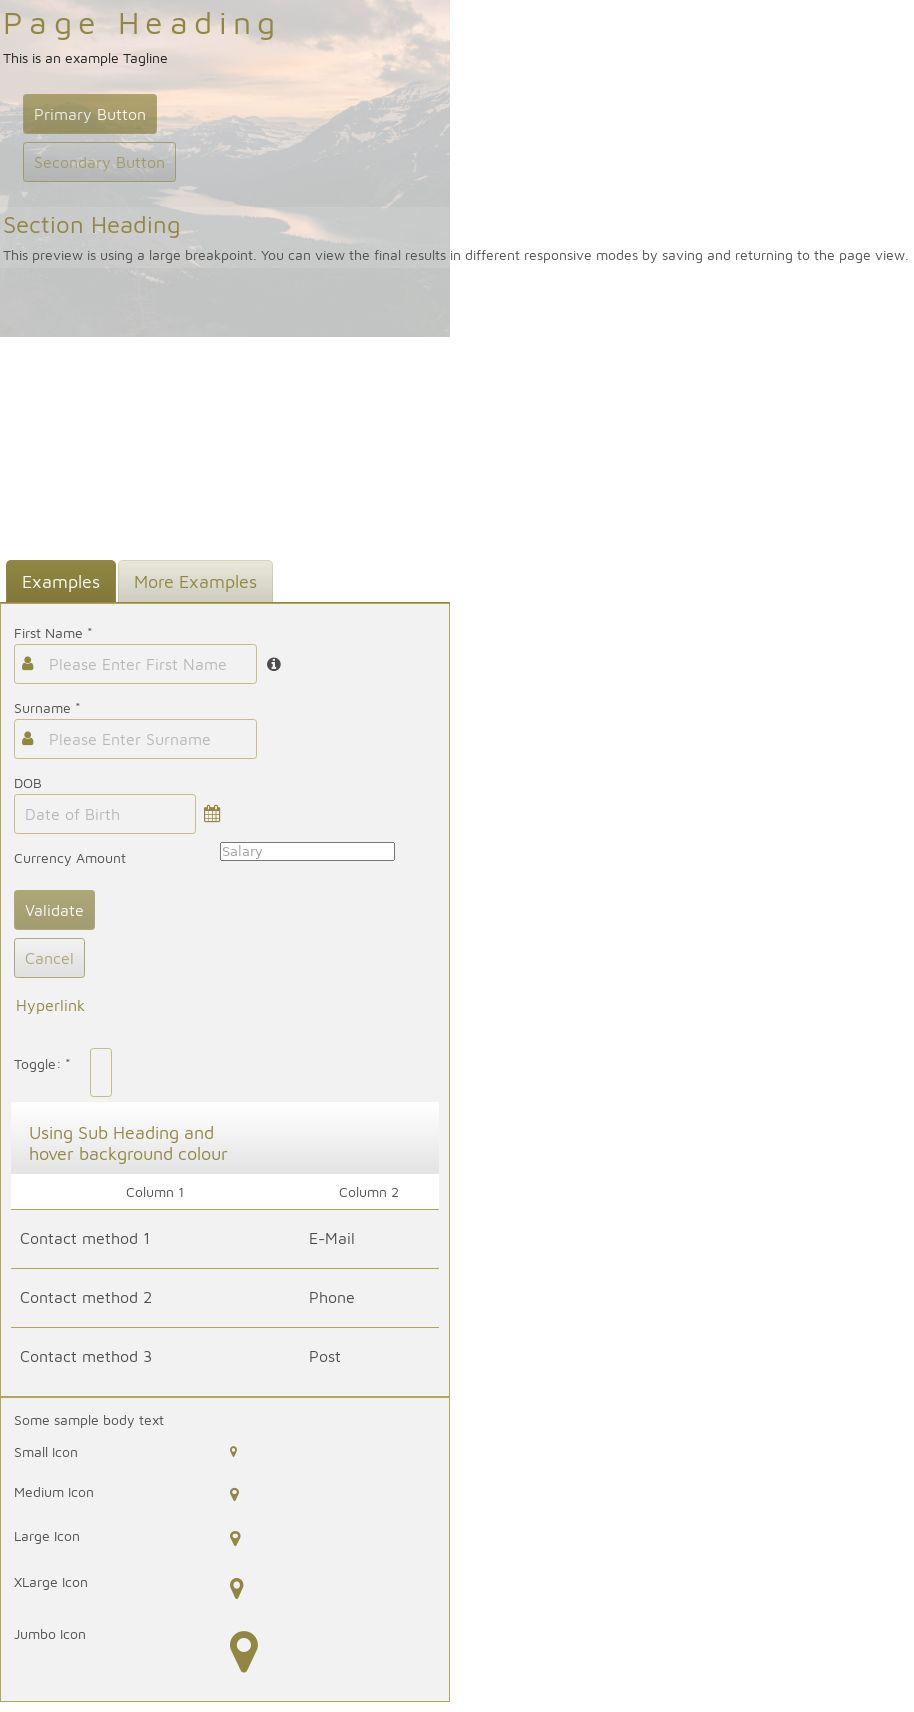 Page Heading
This is an example Tagline
Primary Button
Secondary Button
Section Heading
This preview is using a large breakpoint. You can view the final results in different responsive modes by saving and returning to the page view.
Examples
More Examples
First Name *
Please Enter First Name
Surname *
Please Enter Surname
DOB
Date of Birth
Currency Amount
Salary
Validate
Cancel
Hyperlink
Toggle: *
Using Sub Heading and
hover background colour
Column 1
Column 2
Contact method 1
E-Mail
Contact method 2
Phone
Contact method 3
Post
Some sample body text
Small Icon
Medium Icon
Large Icon
XLarge Icon
Jumbo Icon